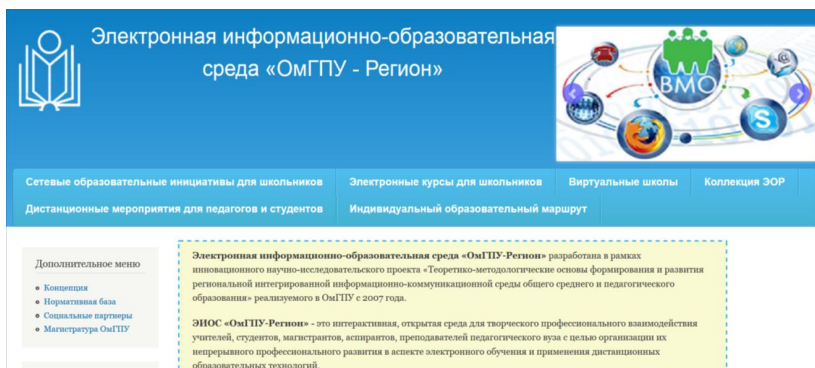 Электронная информационно-образовательная
среда «ОмГПУ - Регион»
ВМО
Сетевые образовательные инициативы для школьников
Электронные курсы для школьников
Виртуальные школы
Коллекция ЭОР
Дистанционные мероприятия для педагогов и студентов
Индивидуальный образовательный маршрут
Дополнительное меню
Концепция
Нормативная база
Социальные партнеры
Магистратура ОмГПУ
Электронная информационно-образовательная среда «ОмГПУ-Регион» разработана в рамках
инновационного научно-исследовательского проекта «Теоретико-методологические основы формирования и развития
региональной интегрированной информационно-коммуникационной среды общего среднего и педагогического
образования» реализуемого в ОмГПУ с 2007 года.
ЭИОС «ОмГПУ-Регион» - это интерактивная, открытая среда для творческого профессионального взаимодействия
учителей, студентов, магистрантов, аспирантов, преподавателей педагогического вуза с целью организации их
непрерывного профессионального развития в аспекте электронного обучения и применения дистанционных
образовательных технологий.